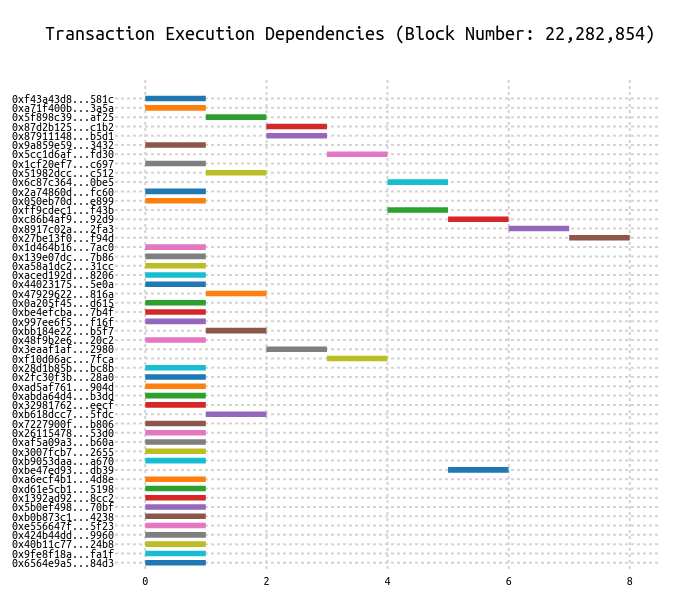 Transaction Execution Dependencies (Block Number: 22,282,854)
0xf43a43d8...581c
0xa71f400b...3a5a
0x5f898c39...af25
0x87d2b125...c1b2
0x87911148...b5d1
0x9a859e59...3432
0x5cc1d6af...fd30
0x1cf20ef7...c697
0x51982dcc...c512
0x6c87c364...0be5
0x2a74860d...fc60
0x050eb70d...e899
0xff9cdec1...f43b
0xc86b4af9...92d9
0x8917c02a...2fa3
0x27be13f0...f94d
0x1d464b16...7ac0
0x139e07dc...7b86
0xa58a1dc2...31cc
0xaced192d...8206
0x44023175...5e0a
0x47929622...816a
0x0a205f45...d615
0xbe4efcba...7b4f
0x997ee6f5...f16f
0xbb184e22...b5f7
0x48f9b2e6...20c2
0x3eaaf1af...2980
0xf10d06ac...7fca
0x28d1b85b...bc8b
0x2fc30f3b...28a0
0xad5af761...904d
0xabda64d4...b3dd
0x32981762...eecf
0xb618dcc7...5fdc
0x7227900f...b806
0x26115478...53d0
0xaf5a09a3...b60a
0x3007fcb7...2655
0xb9053daa...a670
0xbe47ed93...db39
0xa6ecf4b1...4d8e
0xd61e5cb1...5198
0x1392ad92...8cc2
0x5b0ef498...70bf
0xb0b873c1...4238
0xe556647f...5f23
0x424b44dd...9960
0x40b11c77...24b8
0x9fe8f18a...fa1f
0x6564e9a5...84d3
0 2 4 6 8